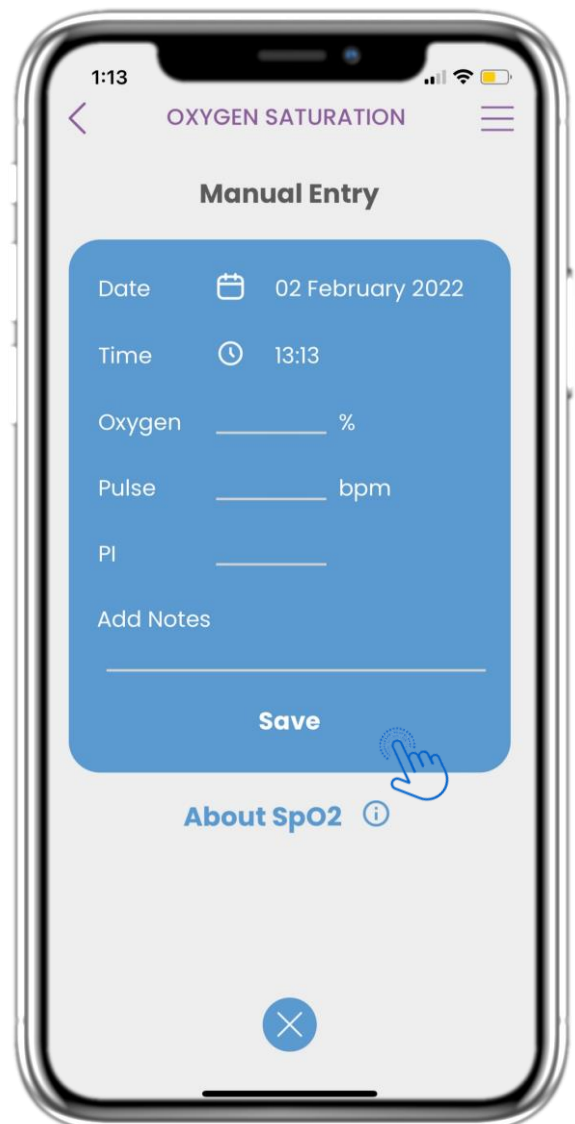 1:13
OXYGEN SATURATION
Manual Entry
Date 02 February 2022
Time 13:13
Oxygen %
Pulse bpm
PI
Add Notes
Save
About SpO2